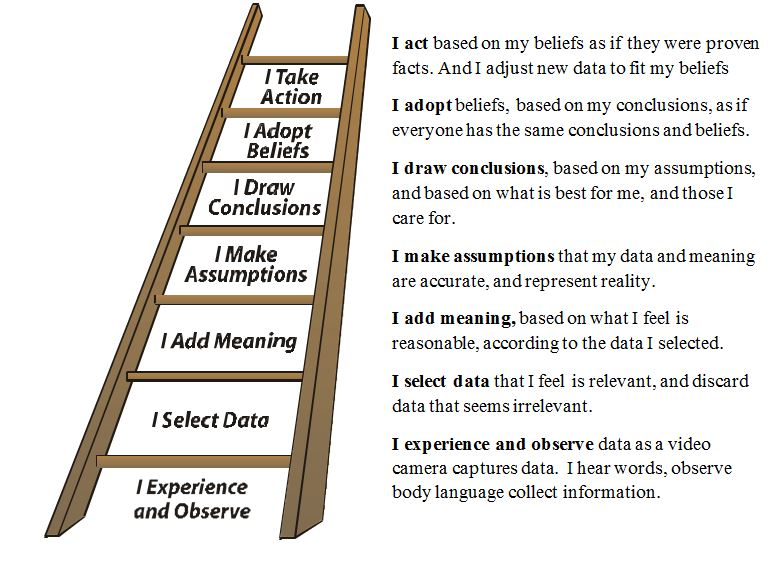 I Take
Action
I Adopt
Beliefs
I Draw
Conclusions
I Make
Assumptions
I Add Meaning
I Select Data
I Experience
and Observe
I act based on my beliefs as if they were proven
facts. And I adjust new data to fit my beliefs
I adopt beliefs, based on my conclusions, as if
everyone has the same conclusions and beliefs.
I draw conclusions, based on my assumptions,
and based on what is best for me, and those I
care for.
I make assumptions that my data and meaning
are accurate, and represent reality.
I add meaning, based on what I feel is
reasonable, according to the data I selected.
I select data that I feel is relevant, and discard
data that seems irrelevant.
I experience and observe data as a video
camera captures data. I hear words, observe
body language collect information.